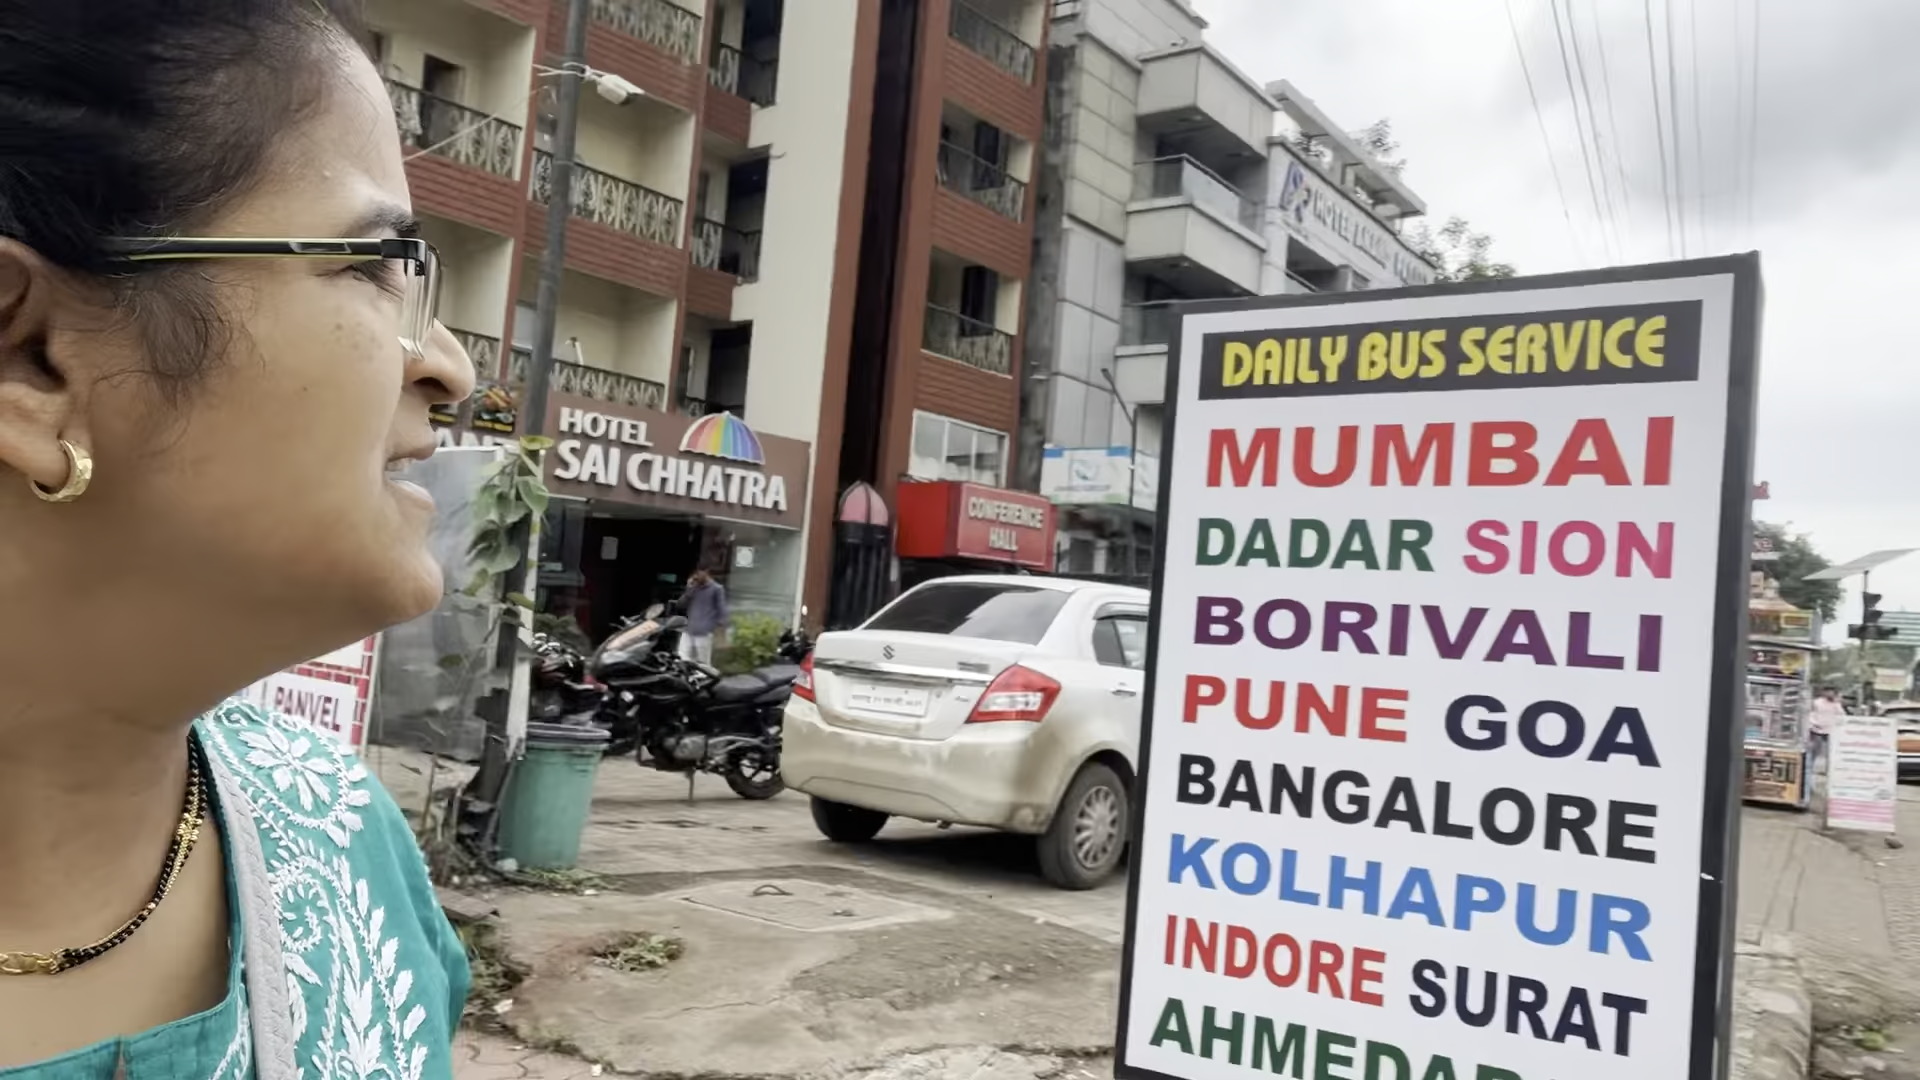 HOTEL
SAI CHHATRA
CONFERENCE
HALL
PANVEL
DAILY BUS SERVICE
MUMBAI
DADAR SION
BORIVALI
PUNE GOA
BANGALORE
KOLHAPUR
INDORE SURAT
HOTEL